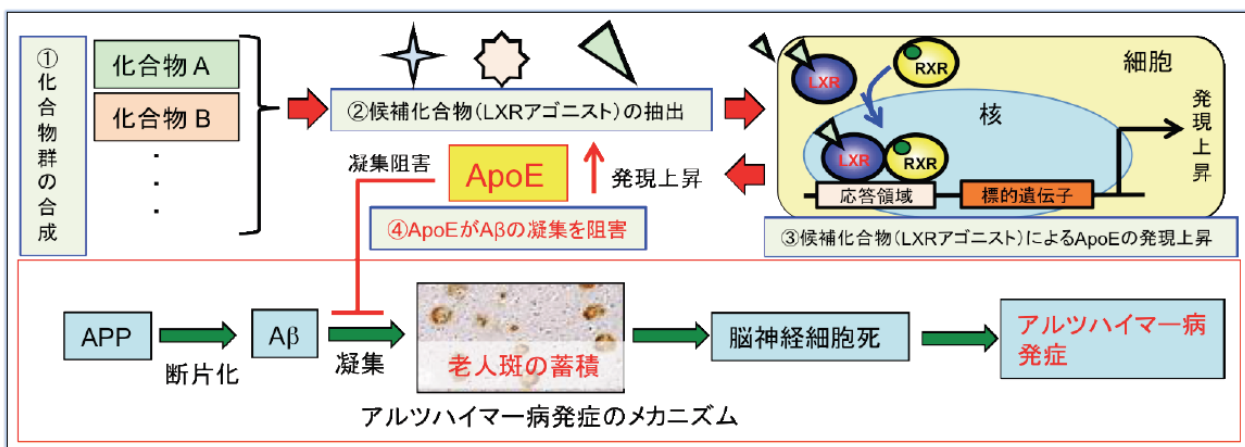 ①化合物群の合成
化合物A
化合物B
・
・
・
②候補化合物(LXRアゴニスト)の抽出
LXR
RXR
細胞
核
LXR
RXR
応答領域
標的遺伝子
発現上昇
③候補化合物(LXRアゴニスト)によるApoEの発現上昇
凝集阻害
ApoE
発現上昇
④ApoEがAβの凝集を阻害
APP
断片化
Aβ
凝集
老人斑の蓄積
脳神経細胞死
アルツハイマー病
発症
アルツハイマー病発症のメカニズム